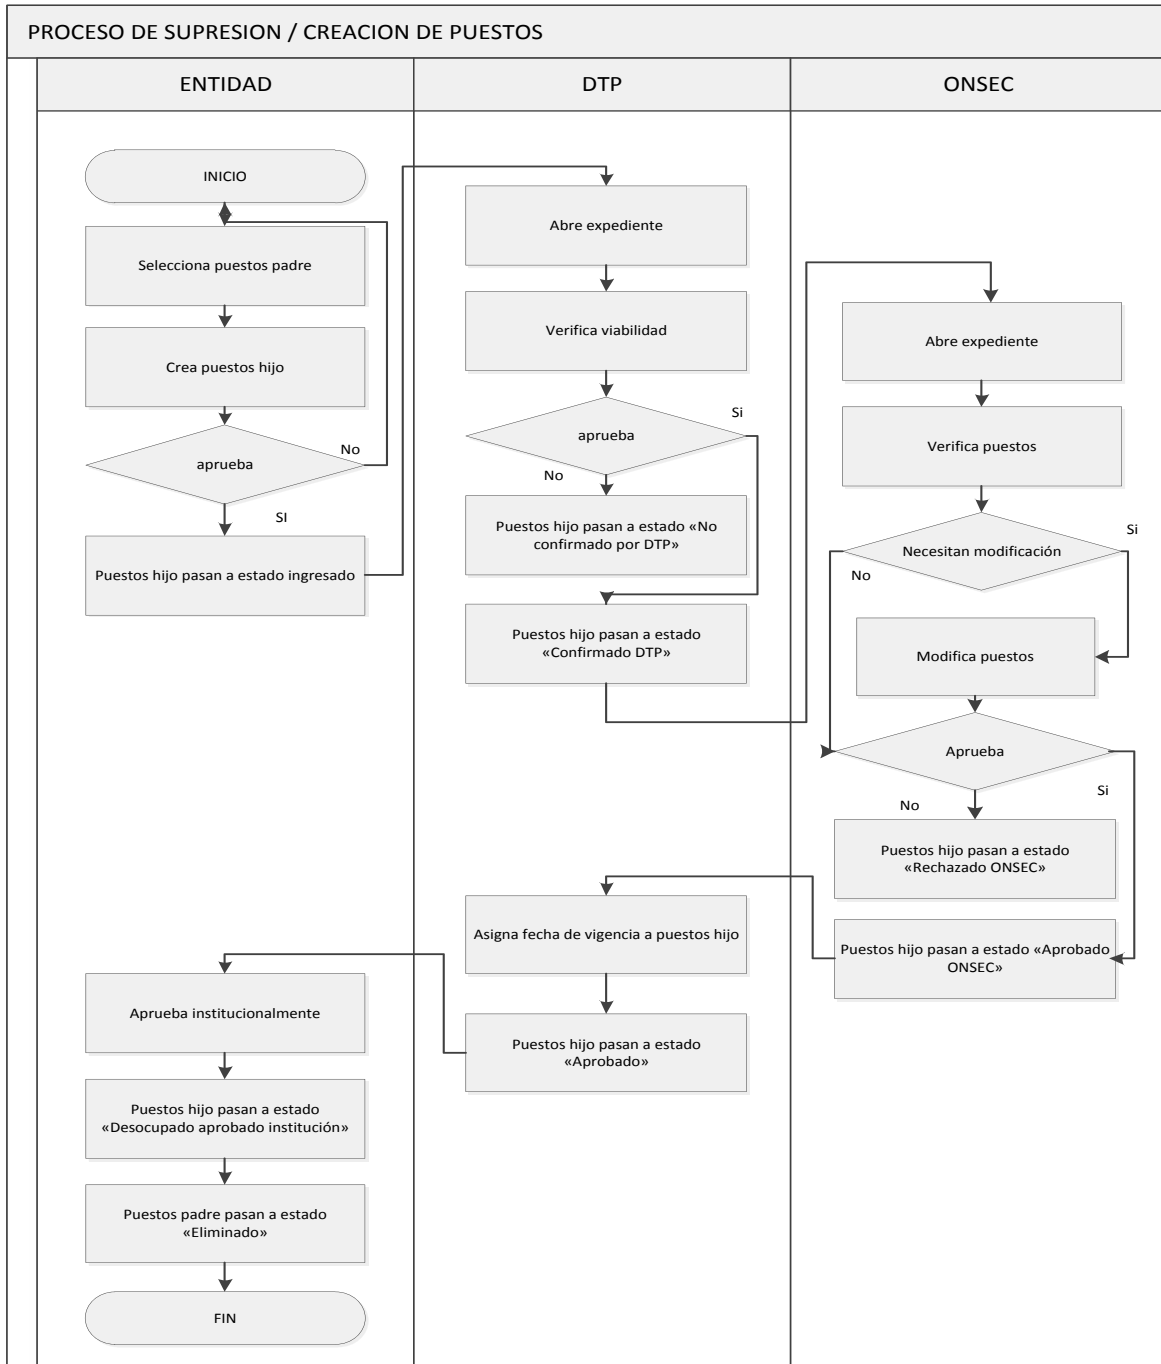 PROCESO DE SUPRESION / CREACION DE PUESTOS
ENTIDAD
DTP
ONSEC
INICIO
Selecciona puestos padre
Crea puestos hijo
aprueba
No
SI
Puestos hijo pasan a estado ingresado
Abre expediente
Verifica viabilidad
aprueba
Si
No
Puestos hijo pasan a estado «No
confirmado por DTP»
Puestos hijo pasan a estado
«Confirmado DTP»
Abre expediente
Verifica puestos
Necesitan modificación
Si
No
Modifica puestos
Aprueba
No
Si
Puestos hijo pasan a estado
«Rechazado ONSEC»
Puestos hijo pasan a estado «Aprobado
ONSEC»
Asigna fecha de vigencia a puestos hijo
Puestos hijo pasan a estado
«Aprobado»
Aprueba institucionalmente
Puestos hijo pasan a estado
«Desocupado aprobado institución»
Puestos padre pasan a estado
«Eliminado»
FIN